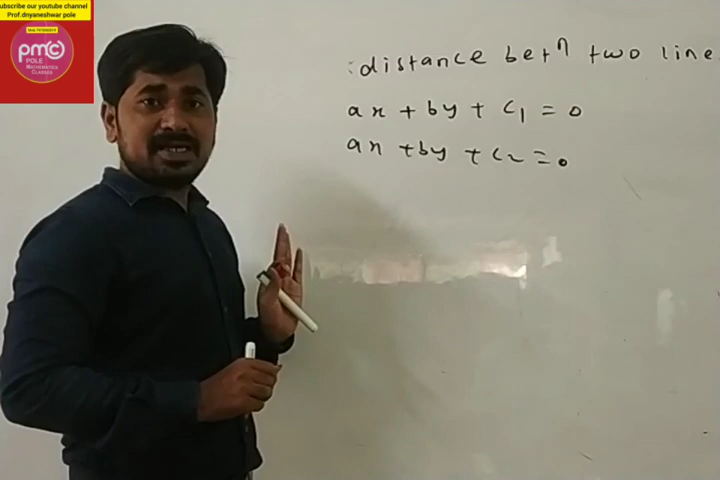 subscribe our youtube channel
Prof.dnyaneshwar pole
pmc
POLE
MATHEMATICS
CLASSES
:distance betn two line
ax + by + c1 = 0
ax + by + c2 = 0